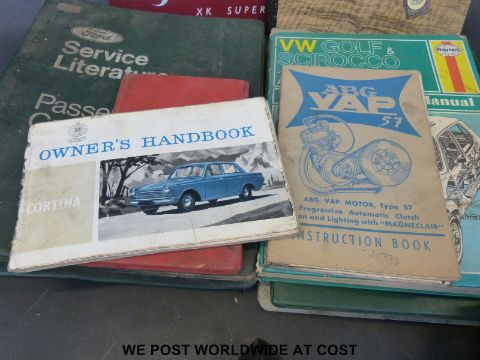 XK SUPER
Ford
Service
Literature
Passe
C
OWNER'S HANDBOOK
CORTINA
VW GOLF &
SCIROCCO
Haynes
Manual
ABG
VAP
57
ABG VAP MOTOR, Type 57
Progressive Automatic Clutch
on and Lighting with "MAGNECLAIR"
INSTRUCTION BOOK
WE POST WORLDWIDE AT COST